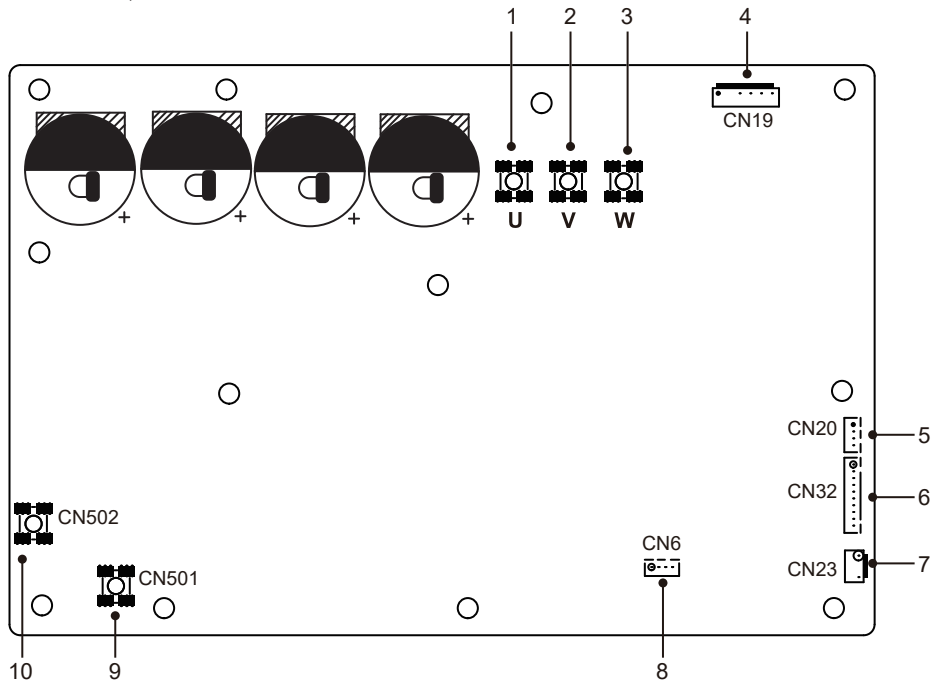 1 2 3 4
CN19
U V W
+ + + +
CN20 5
CN32 6
CN502
CN6
CN501
CN23 7
10 9 8